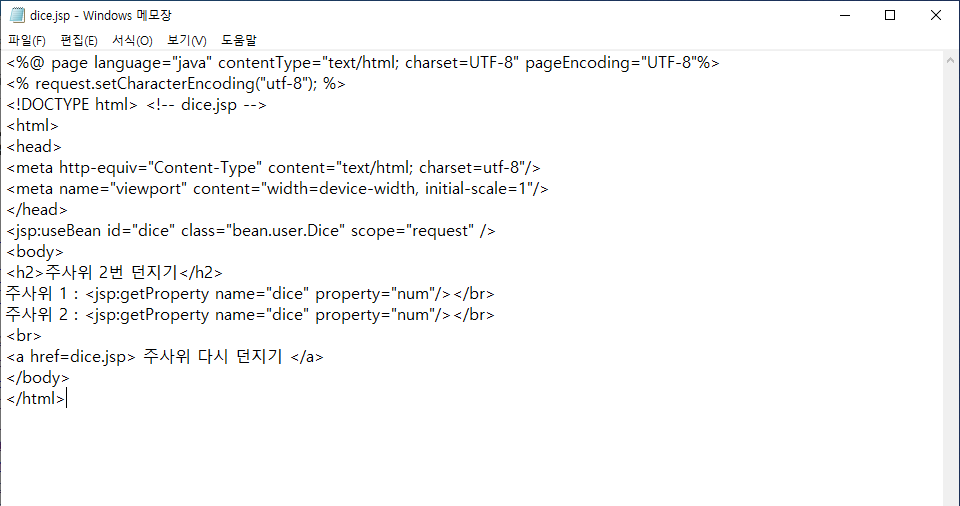 dice.jsp - Windows 메모장
파일(F) 편집(E) 서식(O) 보기(V) 도움말
<%@ page language="java" contentType="text/html; charset=UTF-8" pageEncoding="UTF-8"%>
<% request.setCharacterEncoding("utf-8"); %>
<!DOCTYPE html> <!-- dice.jsp -->
<html>
<head>
<meta http-equiv="Content-Type" content="text/html; charset=utf-8"/>
<meta name="viewport" content="width=device-width, initial-scale=1"/>
</head>
<jsp:useBean id="dice" class="bean.user.Dice" scope="request" />
<body>
<h2>주사위 2번 던지기</h2>
주사위 1 : <jsp:getProperty name="dice" property="num"/></br>
주사위 2 : <jsp:getProperty name="dice" property="num"/></br>
<br>
<a href=dice.jsp> 주사위 다시 던지기 </a>
</body>
</html>